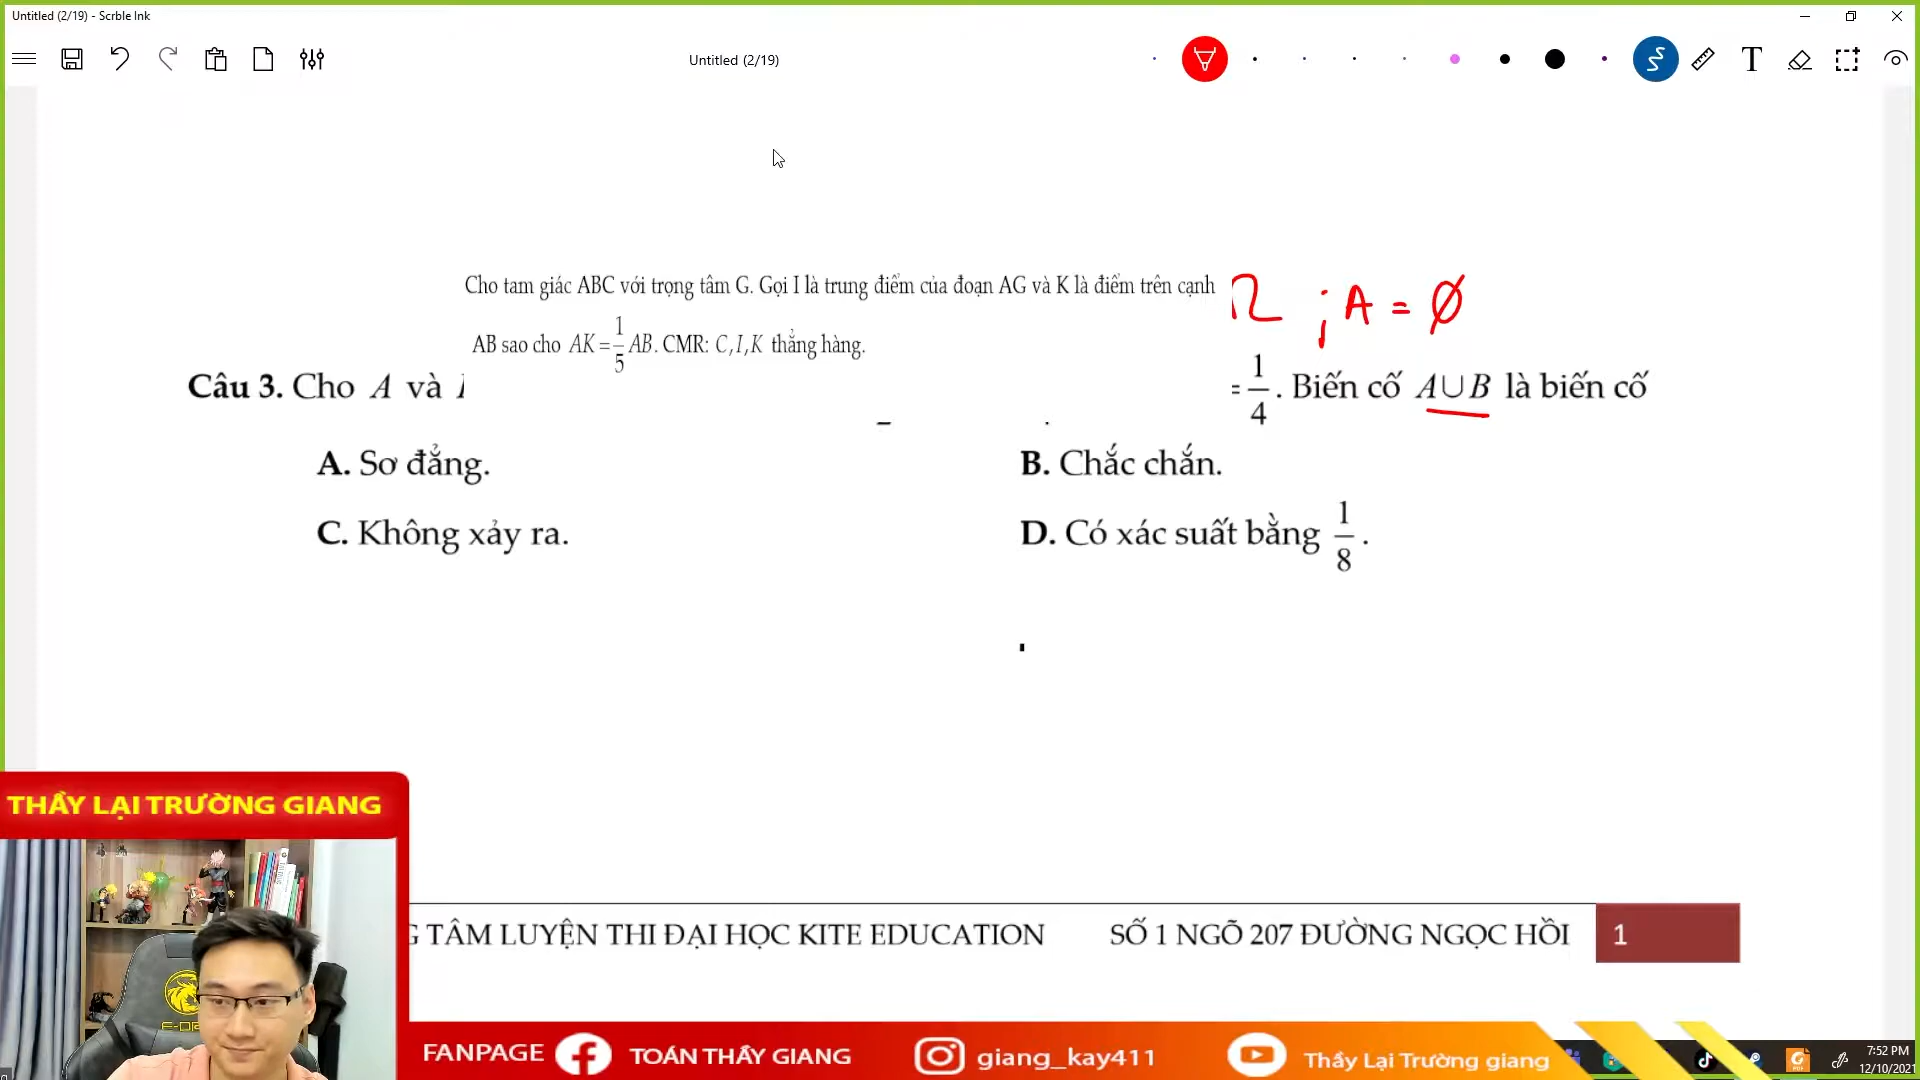 Untitled (2/19) - Scrble Ink
Untitled (2/19)
Cho tam giác ABC với trọng tâm G. Gọi I là trung điểm của đoạn AG và K là điểm trên cạnh
AB sao cho AK = 1/5 AB. CMR: C, I, K thẳng hàng.
Ω ; A = ∅
Câu 3. Cho A và
= 1/4 . Biến cố A∪B là biến cố
A. Sơ đẳng.
B. Chắc chắn.
C. Không xảy ra.
D. Có xác suất bằng 1/8 .
THẦY LẠI TRƯỜNG GIANG
G TÂM LUYỆN THI ĐẠI HỌC KITE EDUCATION SỐ 1 NGÕ 207 ĐƯỜNG NGỌC HỒI 1
FANPAGE TOÁN THẦY GIANG giang_kay411 Thầy Lại Trường giang
7:52 PM
12/10/2021